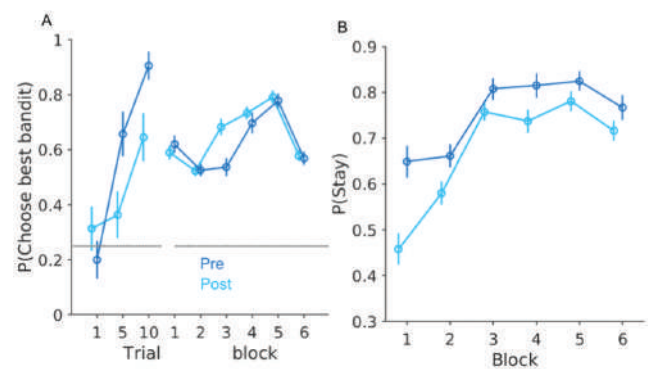 A
P(Choose best bandit)
1
0.8
0.6
0.4
0.2
0
Pre
Post
1 5 10 1 2 3 4 5 6
Trial block
B
P(Stay)
0.9
0.8
0.7
0.6
0.5
0.4
0.3
1 2 3 4 5 6
Block